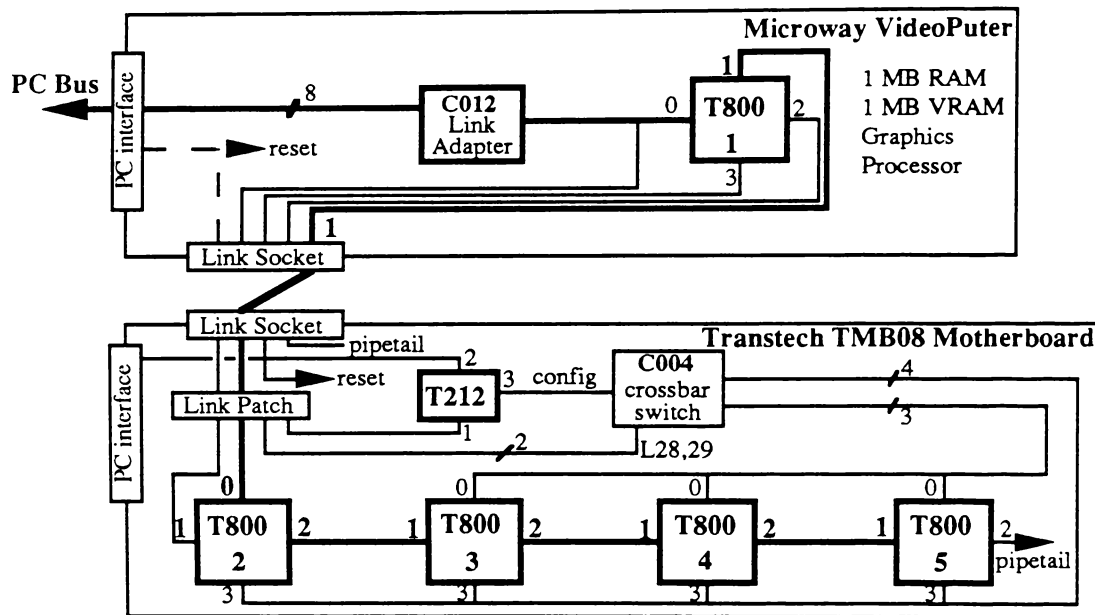 Microway VideoPuter
PC Bus
PC interface
8
C012
Link
Adapter
0
1
T800
1
2
3
1 MB RAM
1 MB VRAM
Graphics
Processor
reset
1
Link Socket
Link Socket
Transtech TMB08 Motherboard
pipetail
PC interface
reset
Link Patch
2
T212
3
1
config
C004
crossbar
switch
4
3
2
L28,29
0
1
T800
2
2
3
0
1
T800
3
2
3
0
1
T800
4
2
3
0
1
T800
5
2
3
pipetail